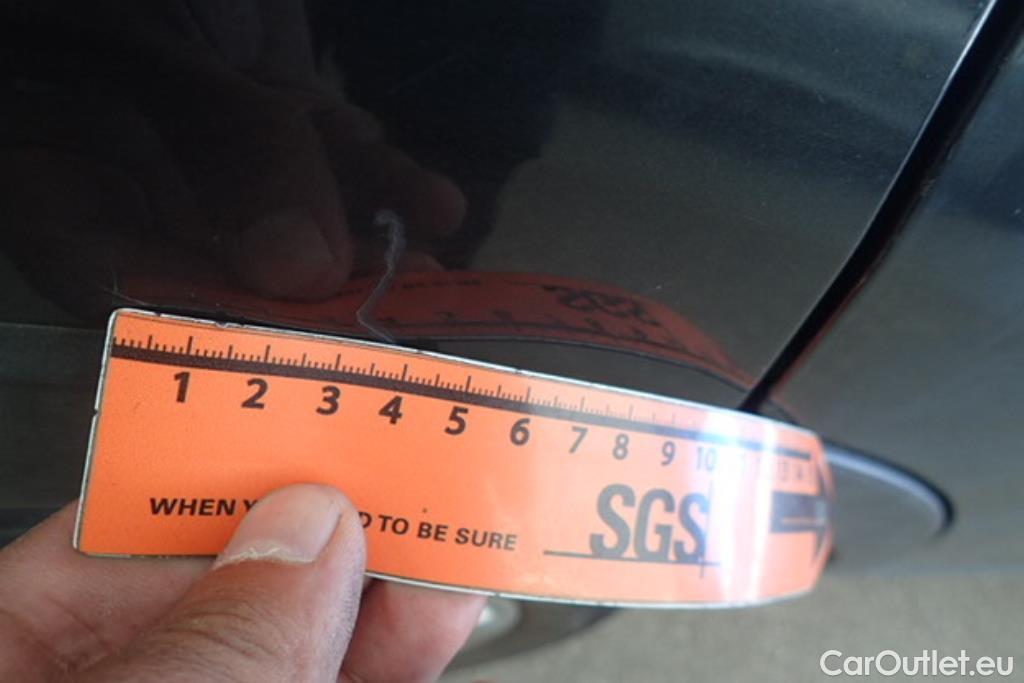 1 2 3 4 5 6 7 8 9 10
WHEN D TO BE SURE
SGS
CarOutlet.eu